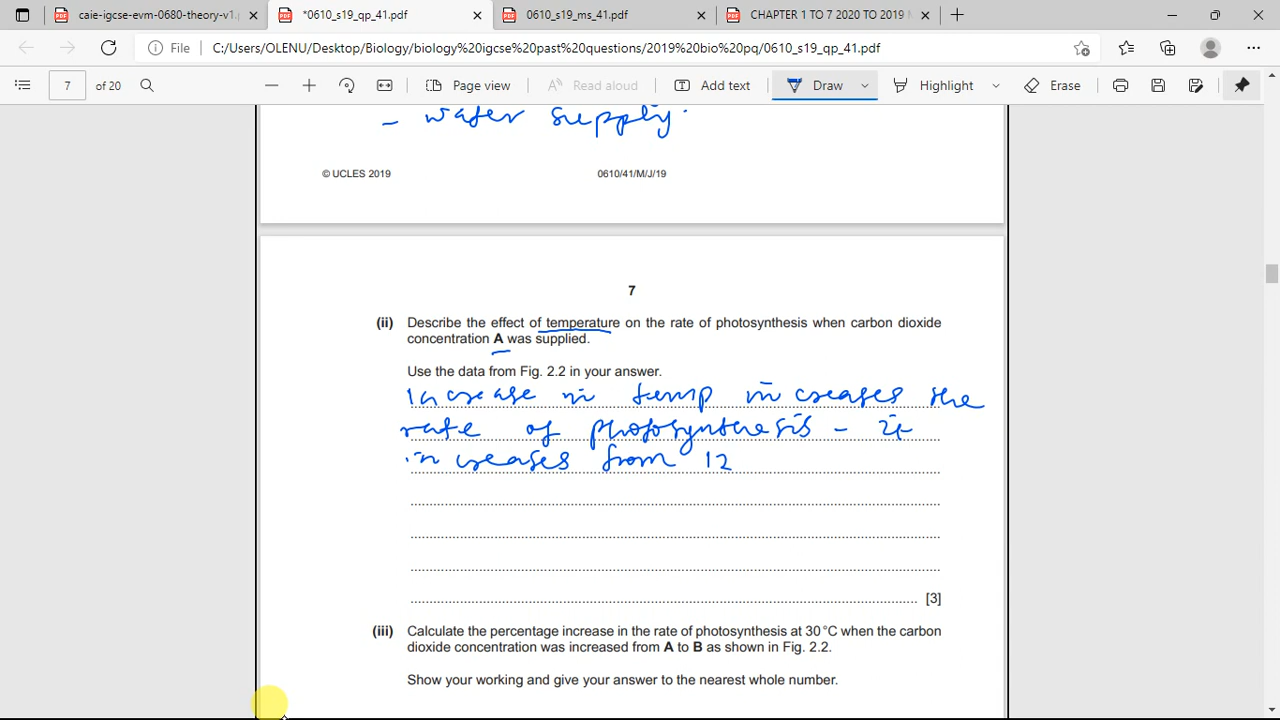 caie-igcse-evm-0680-theory-v1.p
*0610_s19_qp_41.pdf
0610_s19_ms_41.pdf
CHAPTER 1 TO 7 2020 TO 2019 M
File
C:/Users/OLENU/Desktop/Biology/biology%20igcse%20past%20questions/2019%20bio%20pq/0610_s19_qp_41.pdf
7 of 20
Page view
Read aloud
Add text
Draw
Highlight
Erase
- water supply.
© UCLES 2019
0610/41/M/J/19
7
(ii) Describe the effect of temperature on the rate of photosynthesis when carbon dioxide
concentration A was supplied.
Use the data from Fig. 2.2 in your answer.
Increase in temp increases the
rate of photosynthesis - it
increases from 12
[3]
(iii) Calculate the percentage increase in the rate of photosynthesis at 30 °C when the carbon
dioxide concentration was increased from A to B as shown in Fig. 2.2.
Show your working and give your answer to the nearest whole number.